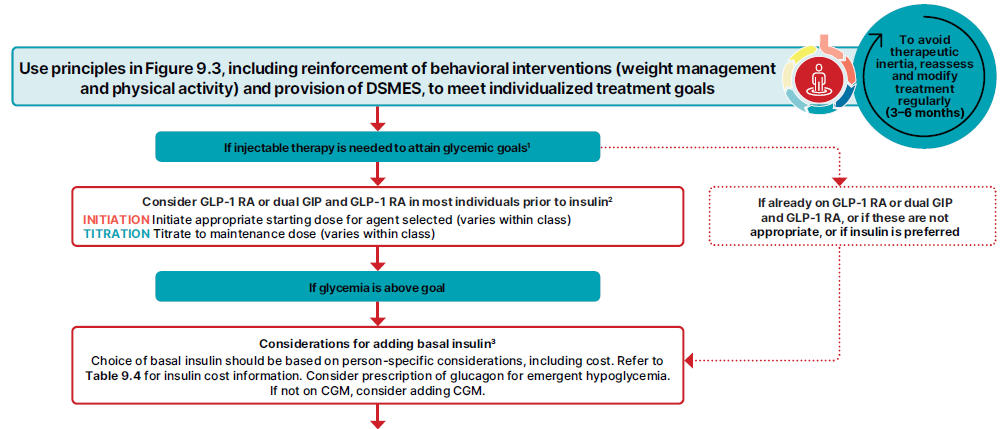 Use principles in Figure 9.3, including reinforcement of behavioral interventions (weight management
and physical activity) and provision of DSMES, to meet individualized treatment goals
To avoid
therapeutic
inertia, reassess
and modify
treatment
regularly
(3–6 months)
If injectable therapy is needed to attain glycemic goals¹
Consider GLP-1 RA or dual GIP and GLP-1 RA in most individuals prior to insulin²
INITIATION Initiate appropriate starting dose for agent selected (varies within class)
TITRATION Titrate to maintenance dose (varies within class)
If already on GLP-1 RA or dual GIP
and GLP-1 RA, or if these are not
appropriate, or if insulin is preferred
If glycemia is above goal
Considerations for adding basal insulin³
Choice of basal insulin should be based on person-specific considerations, including cost. Refer to
Table 9.4 for insulin cost information. Consider prescription of glucagon for emergent hypoglycemia.
If not on CGM, consider adding CGM.